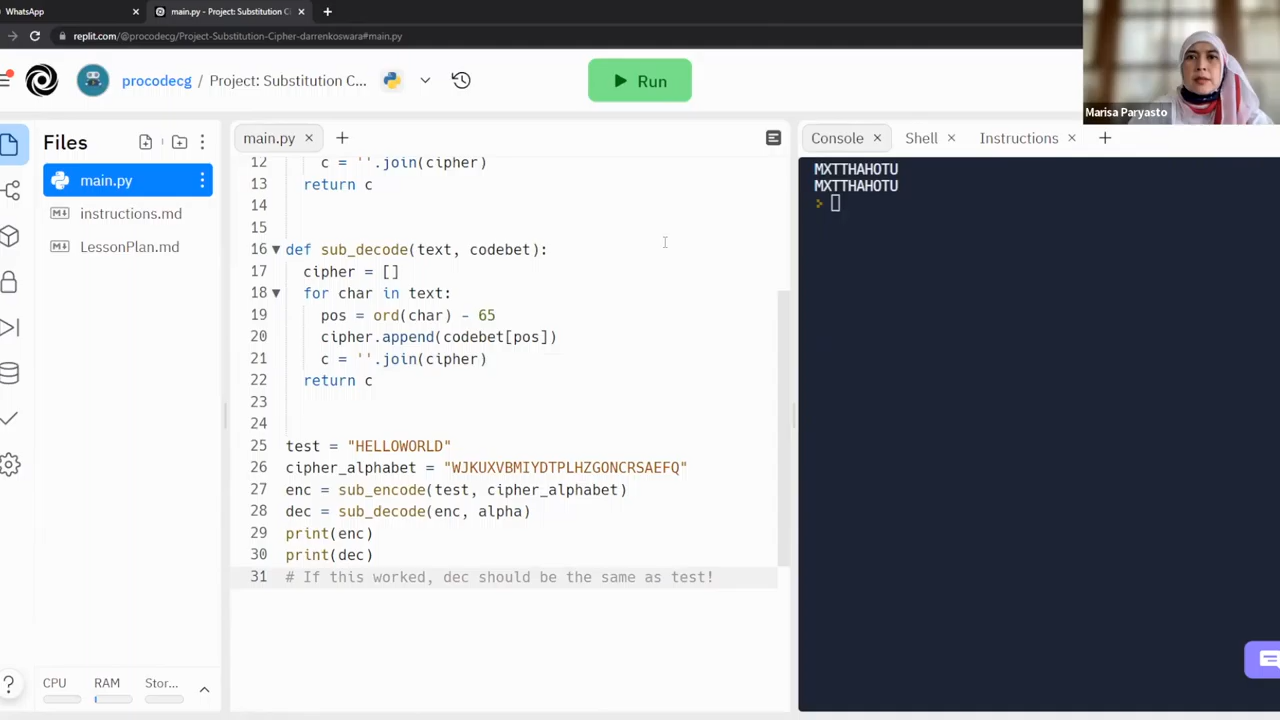 WhatsApp
main.py - Project: Substitution Ci
replit.com/@procodecg/Project-Substitution-Cipher-darrenkoswara#main.py
Marisa Paryasto
procodecg / Project: Substitution C...
Run
Files
main.py
instructions.md
LessonPlan.md
CPU RAM Stor...
main.py
12 c = ''.join(cipher)
13 return c
14
15
16 def sub_decode(text, codebet):
17 cipher = []
18 for char in text:
19 pos = ord(char) - 65
20 cipher.append(codebet[pos])
21 c = ''.join(cipher)
22 return c
23
24
25 test = "HELLOWORLD"
26 cipher_alphabet = "WJKUXVBMIYDTPLHZGONCRSAEFQ"
27 enc = sub_encode(test, cipher_alphabet)
28 dec = sub_decode(enc, alpha)
29 print(enc)
30 print(dec)
31 # If this worked, dec should be the same as test!
Console Shell Instructions
MXTTHAHOTU
MXTTHAHOTU
>